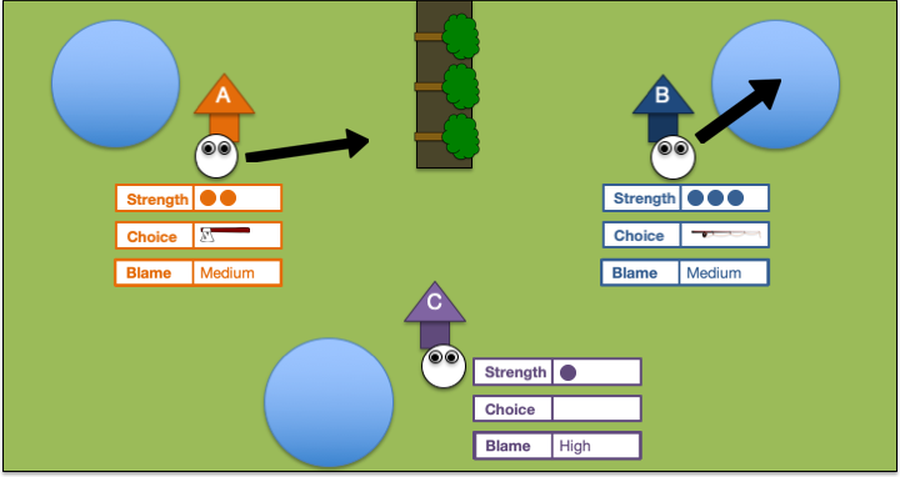 A
B
Strength
Choice
Blame Medium
Strength
Choice
Blame Medium
C
Strength
Choice
Blame High